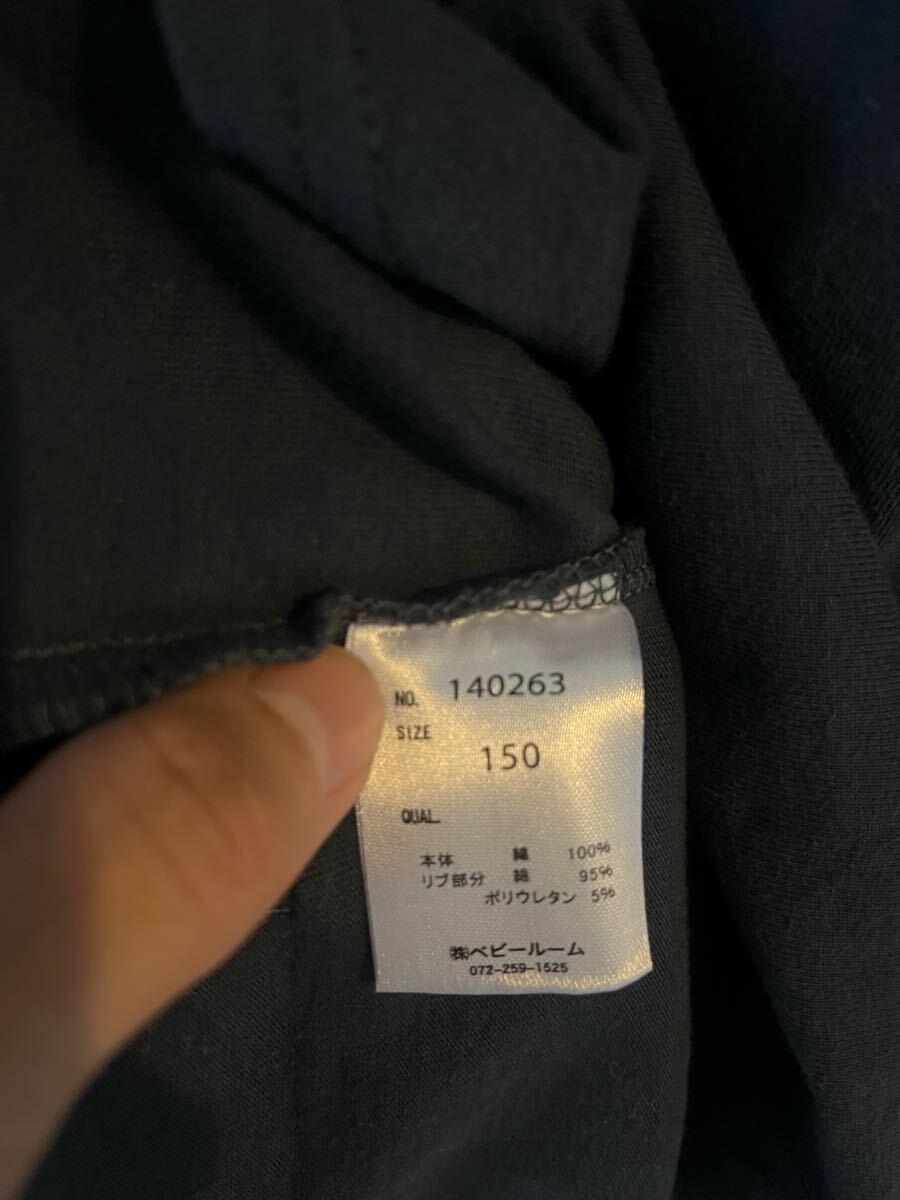 NO. 140263
SIZE
150
QUAL.
本体 綿 100%
リブ部分 綿 95%
ポリウレタン 5%
㈱ベビールーム
072-259-1525